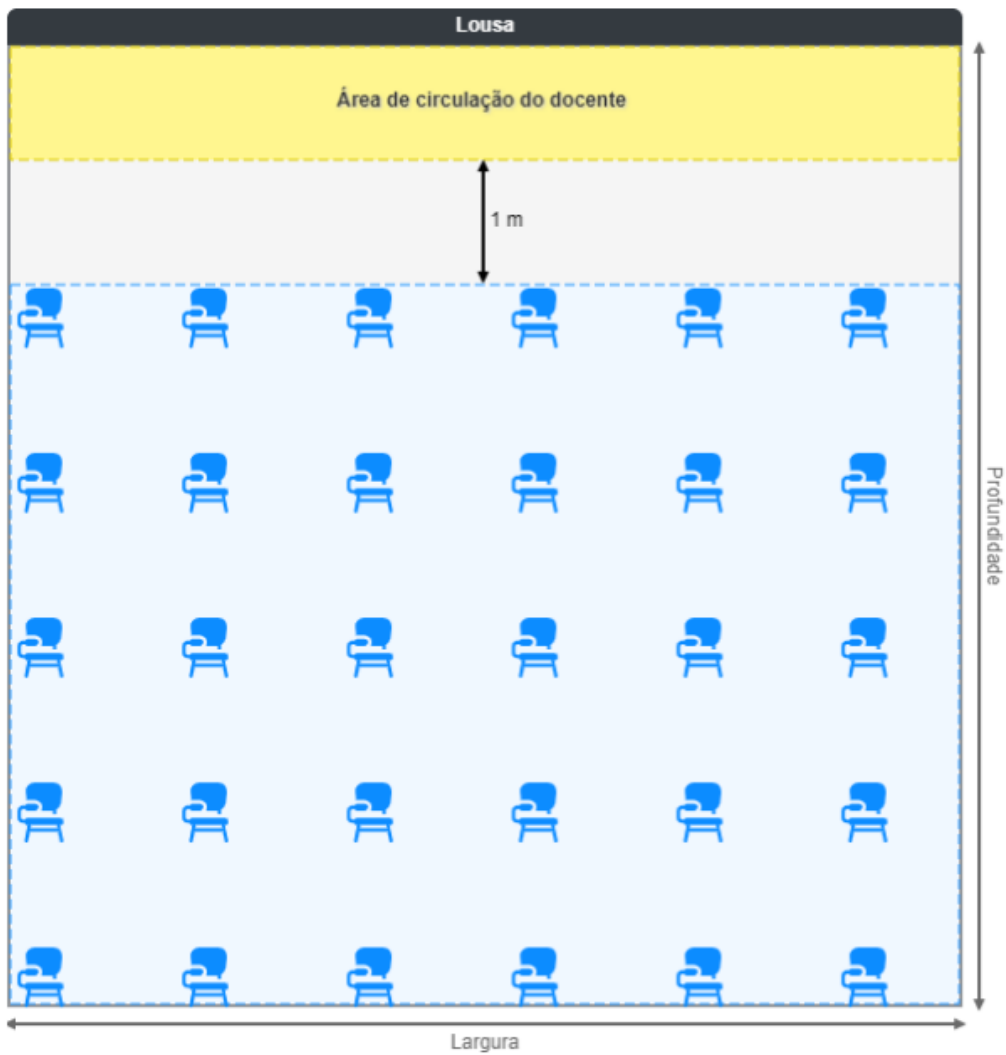 Lousa
Área de circulação do docente
1 m
Profundidade
Largura